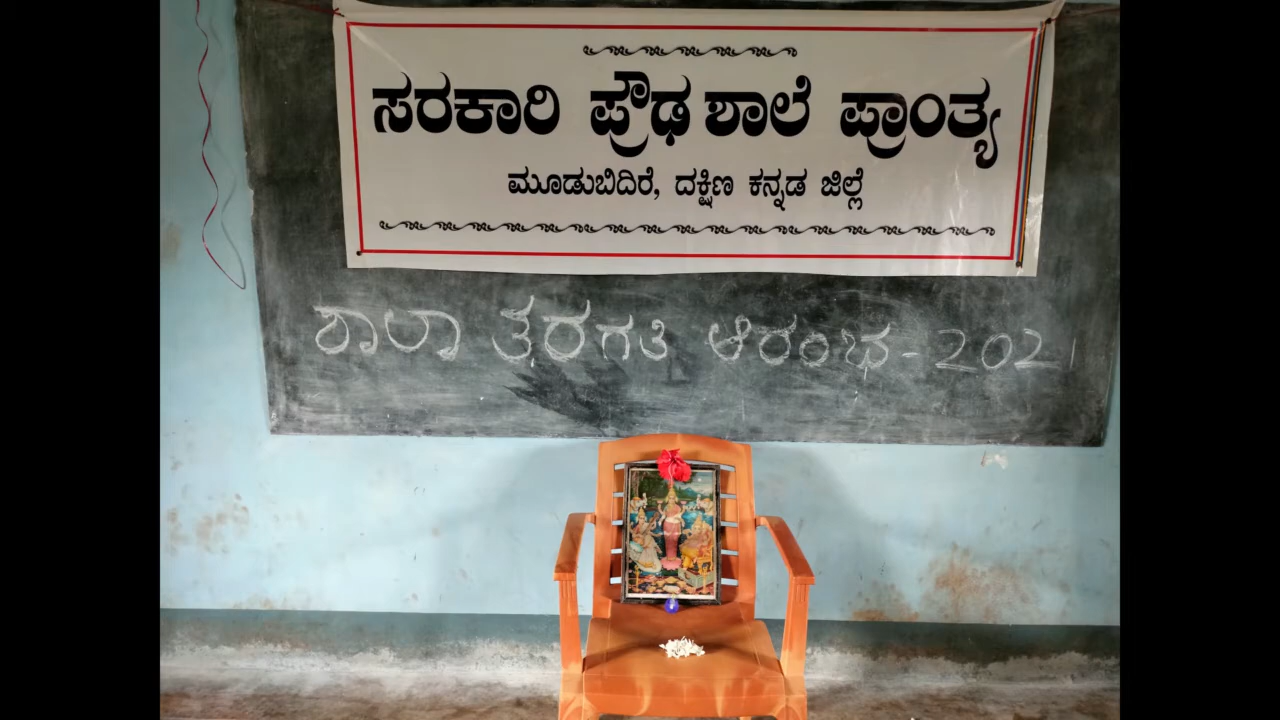 ಸರಕಾರಿ ಪ್ರೌಢ ಶಾಲೆ ಪ್ರಾಂತ್ಯ
ಮೂಡುಬಿದಿರೆ, ದಕ್ಷಿಣ ಕನ್ನಡ ಜಿಲ್ಲೆ
ಶಾಲಾ ತರಗತಿ ಆರಂಭ - 2021